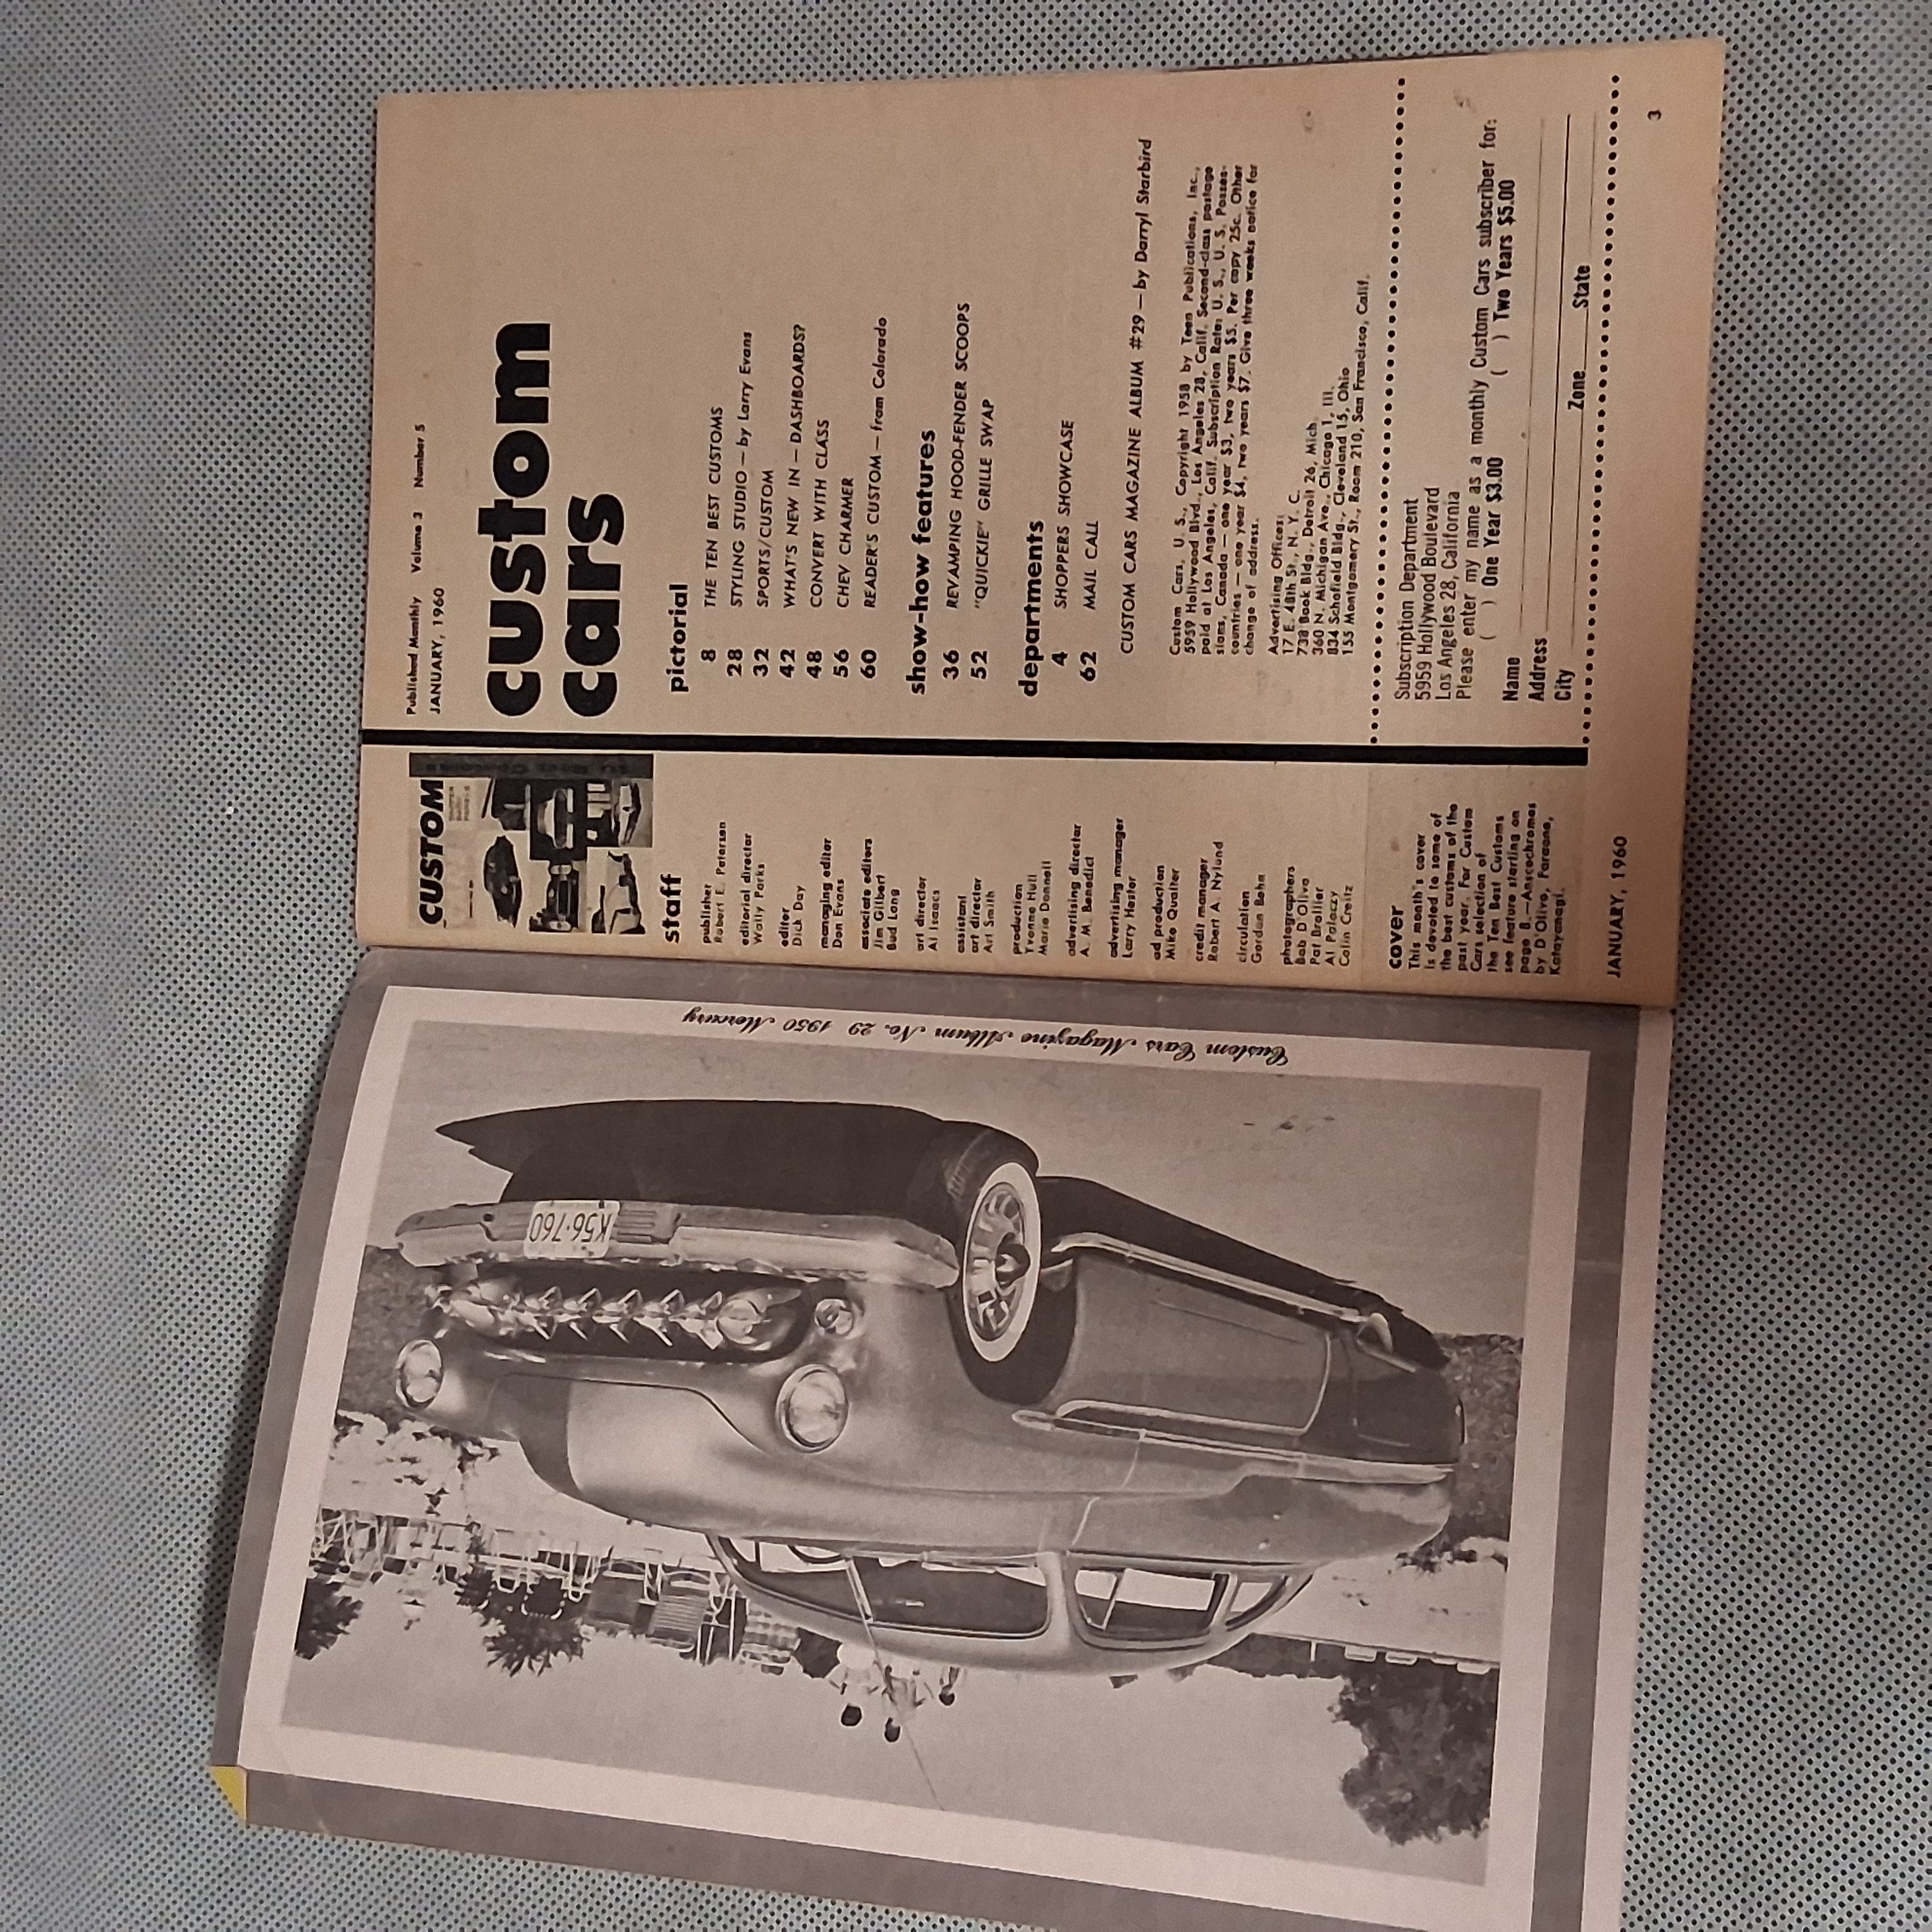 Custom Cars Magazine Album No. 29 1950 Mercury
K56·760
CUSTOM
staff
publisher
Robert E. Petersen
editorial director
Wally Parks
editor
Dick Day
managing editor
Don Evans
associate editors
Jim Gilbert
Bud Lang
art director
Al Isaacs
assistant
art director
Art Smith
production
Yvonne Hull
Marie Donnell
advertising director
A. M. Benedict
advertising manager
Larry Hester
ad production
Mike Qualter
credit manager
Robert A. Nylund
circulation
Gordon Behn
photographers
Bob D'Olivo
Pat Brollier
Al Paloczy
Colin Creitz
cover
This month's cover
is devoted to some of
the best customs of the
past year. For Custom
Cars selection of
the Ten Best Customs
see feature starting on
page 8.—Anscochromes
by D'Olivo, Faraone,
Katayanagi.
JANUARY, 1960
Published Monthly Volume 3 Number 5
JANUARY, 1960
custom
cars
pictorial
8 THE TEN BEST CUSTOMS
28 STYLING STUDIO — by Larry Evans
32 SPORTS/CUSTOM
42 WHAT'S NEW IN — DASHBOARDS?
48 CONVERT WITH CLASS
56 CHEV CHARMER
60 READER'S CUSTOM — from Colorado
show-how features
36 REVAMPING HOOD-FENDER SCOOPS
52 "QUICKIE" GRILLE SWAP
departments
4 SHOPPERS SHOWCASE
62 MAIL CALL
CUSTOM CARS MAGAZINE ALBUM #29 — by Darryl Starbird
Custom Cars, U. S., Copyright 1958 by Teen Publications, Inc.,
5959 Hollywood Blvd., Los Angeles 28, Calif. Second-class postage
paid at Los Angeles, Calif. Subscription Rate: U. S., U. S. Posses-
sions, Canada — one year $3, two years $5. Per copy 25c. Other
countries — one year $4, two years $7. Give three weeks notice for
change of address.
Advertising Offices:
17 E. 48th St., N. Y. C.
738 Book Bldg., Detroit 26, Mich.
360 N. Michigan Ave., Chicago 1, Ill.
834 Schofield Bldg., Cleveland 15, Ohio
155 Montgomery St., Room 210, San Francisco, Calif.
Subscription Department
5959 Hollywood Boulevard
Los Angeles 28, California
Please enter my name as a monthly Custom Cars subscriber for:
( ) One Year $3.00 ( ) Two Years $5.00
Name
Address
City Zone State
3